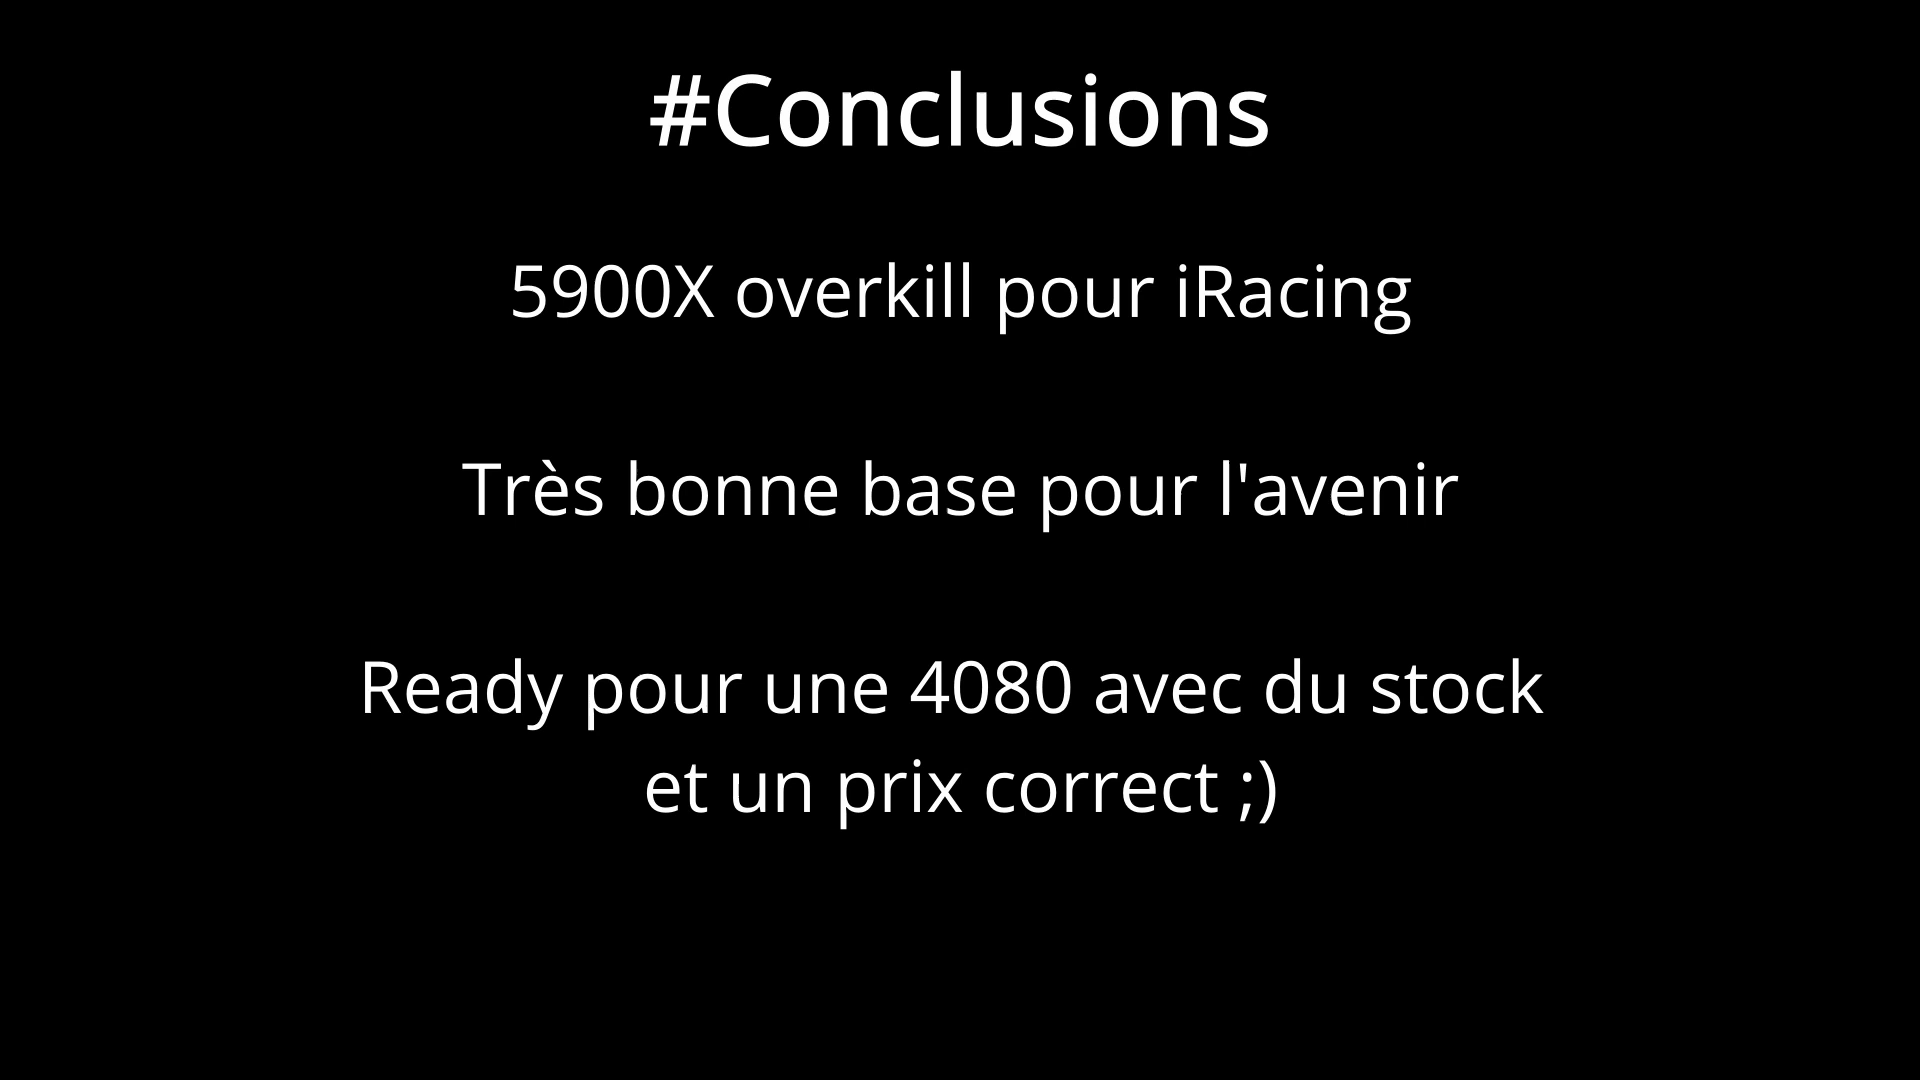 #Conclusions
5900X overkill pour iRacing
Très bonne base pour l'avenir
Ready pour une 4080 avec du stock
et un prix correct ;)